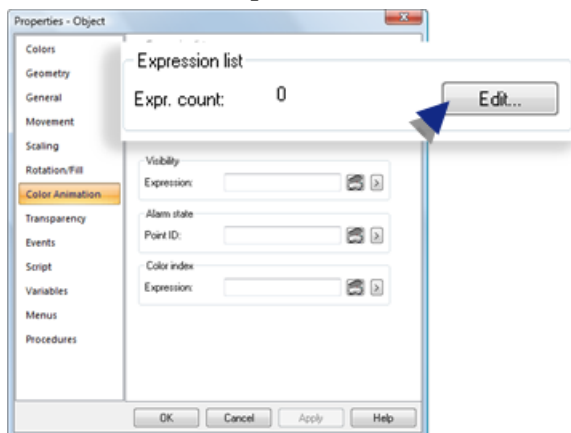 Properties - Object
Colors
Geometry
General
Movement
Scaling
Rotation/Fill
Color Animation
Transparency
Events
Script
Variables
Menus
Procedures
Expression list
Expr. count: 0 Edit...
Visibility
Expression:
Alarm state
Point ID:
Color index
Expression:
OK Cancel Apply Help